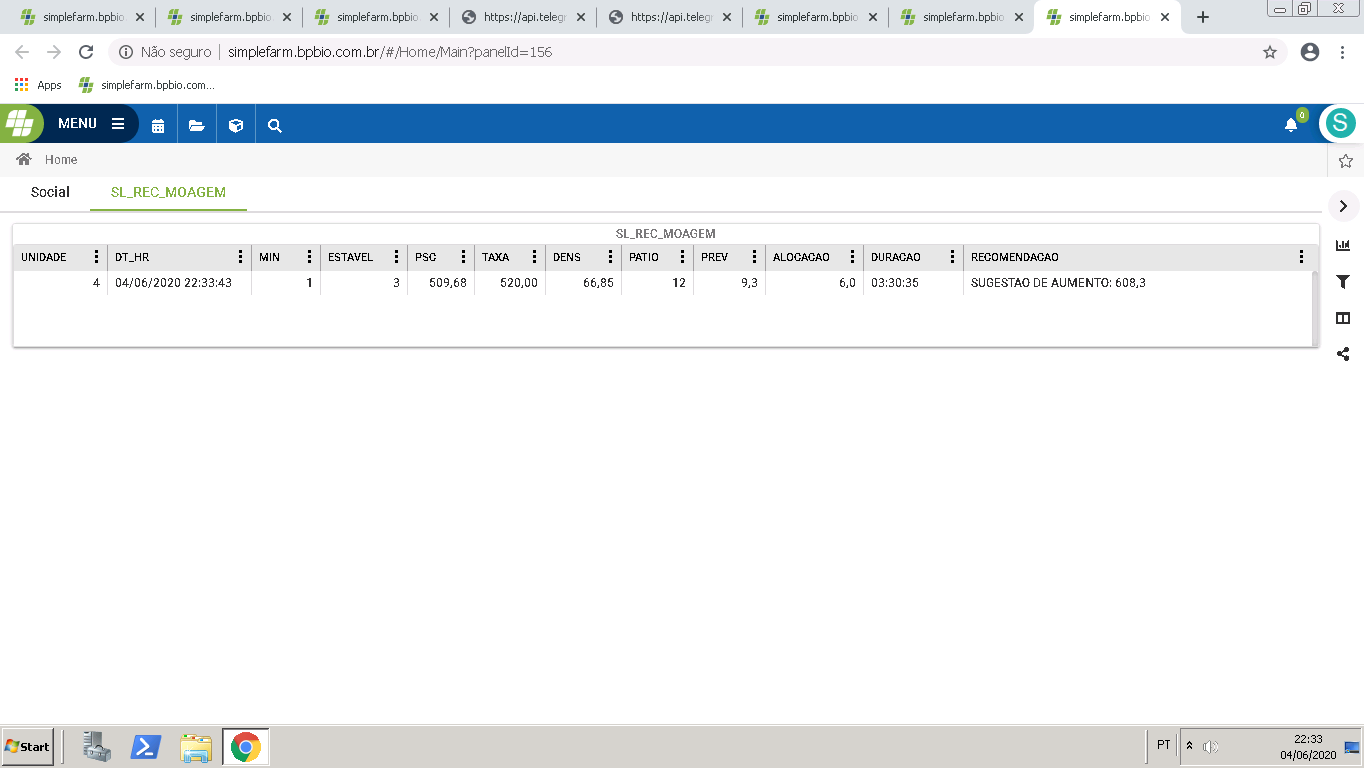 simplefarm.bpbio.
simplefarm.bpbio.
simplefarm.bpbio.
https://api.telegr
https://api.telegr
simplefarm.bpbio
simplefarm.bpbio
simplefarm.bpbio
Não seguro | simplefarm.bpbio.com.br/#/Home/Main?panelId=156
Apps simplefarm.bpbio.com...
MENU
0
S
Home
Social SL_REC_MOAGEM
SL_REC_MOAGEM
UNIDADE DT_HR MIN ESTAVEL PSC TAXA DENS PATIO PREV ALOCACAO DURACAO RECOMENDACAO
4 04/06/2020 22:33:43 1 3 509,68 520,00 66,85 12 9,3 6,0 03:30:35 SUGESTAO DE AUMENTO: 608,3
Start
PT
22:33
04/06/2020